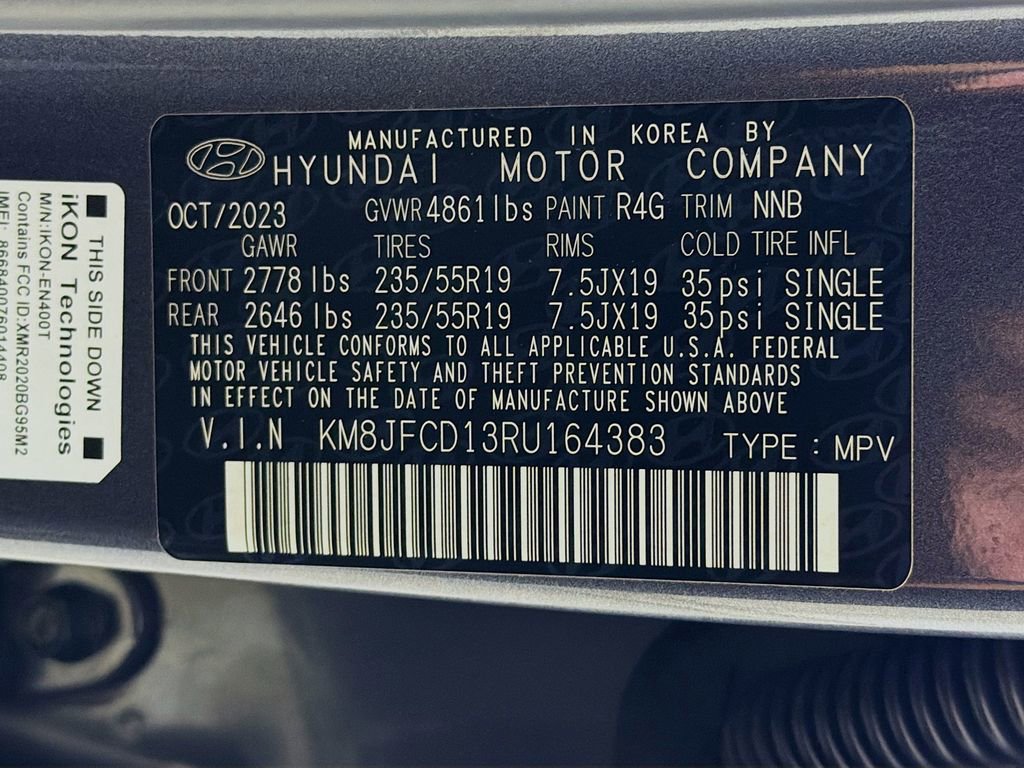 MANUFACTURED IN KOREA BY
HYUNDAI MOTOR COMPANY
OCT/2023 GVWR 4861lbs PAINT R4G TRIM NNB
GAWR TIRES RIMS COLD TIRE INFL
FRONT 2778 lbs 235/55R19 7.5JX19 35psi SINGLE
REAR 2646 lbs 235/55R19 7.5JX19 35psi SINGLE
THIS VEHICLE CONFORMS TO ALL APPLICABLE U.S.A. FEDERAL
MOTOR VEHICLE SAFETY AND THEFT PREVENTION STANDARDS
IN EFFECT ON THE DATE OF MANUFACTURE SHOWN ABOVE
V.I.N KM8JFCD13RU164383 TYPE : MPV
THIS SIDE DOWN
iKON Technologies
M/N:IKON-EN400T
Contains FCC ID:XMR2020BG95M2
IMEI: 866840076014408